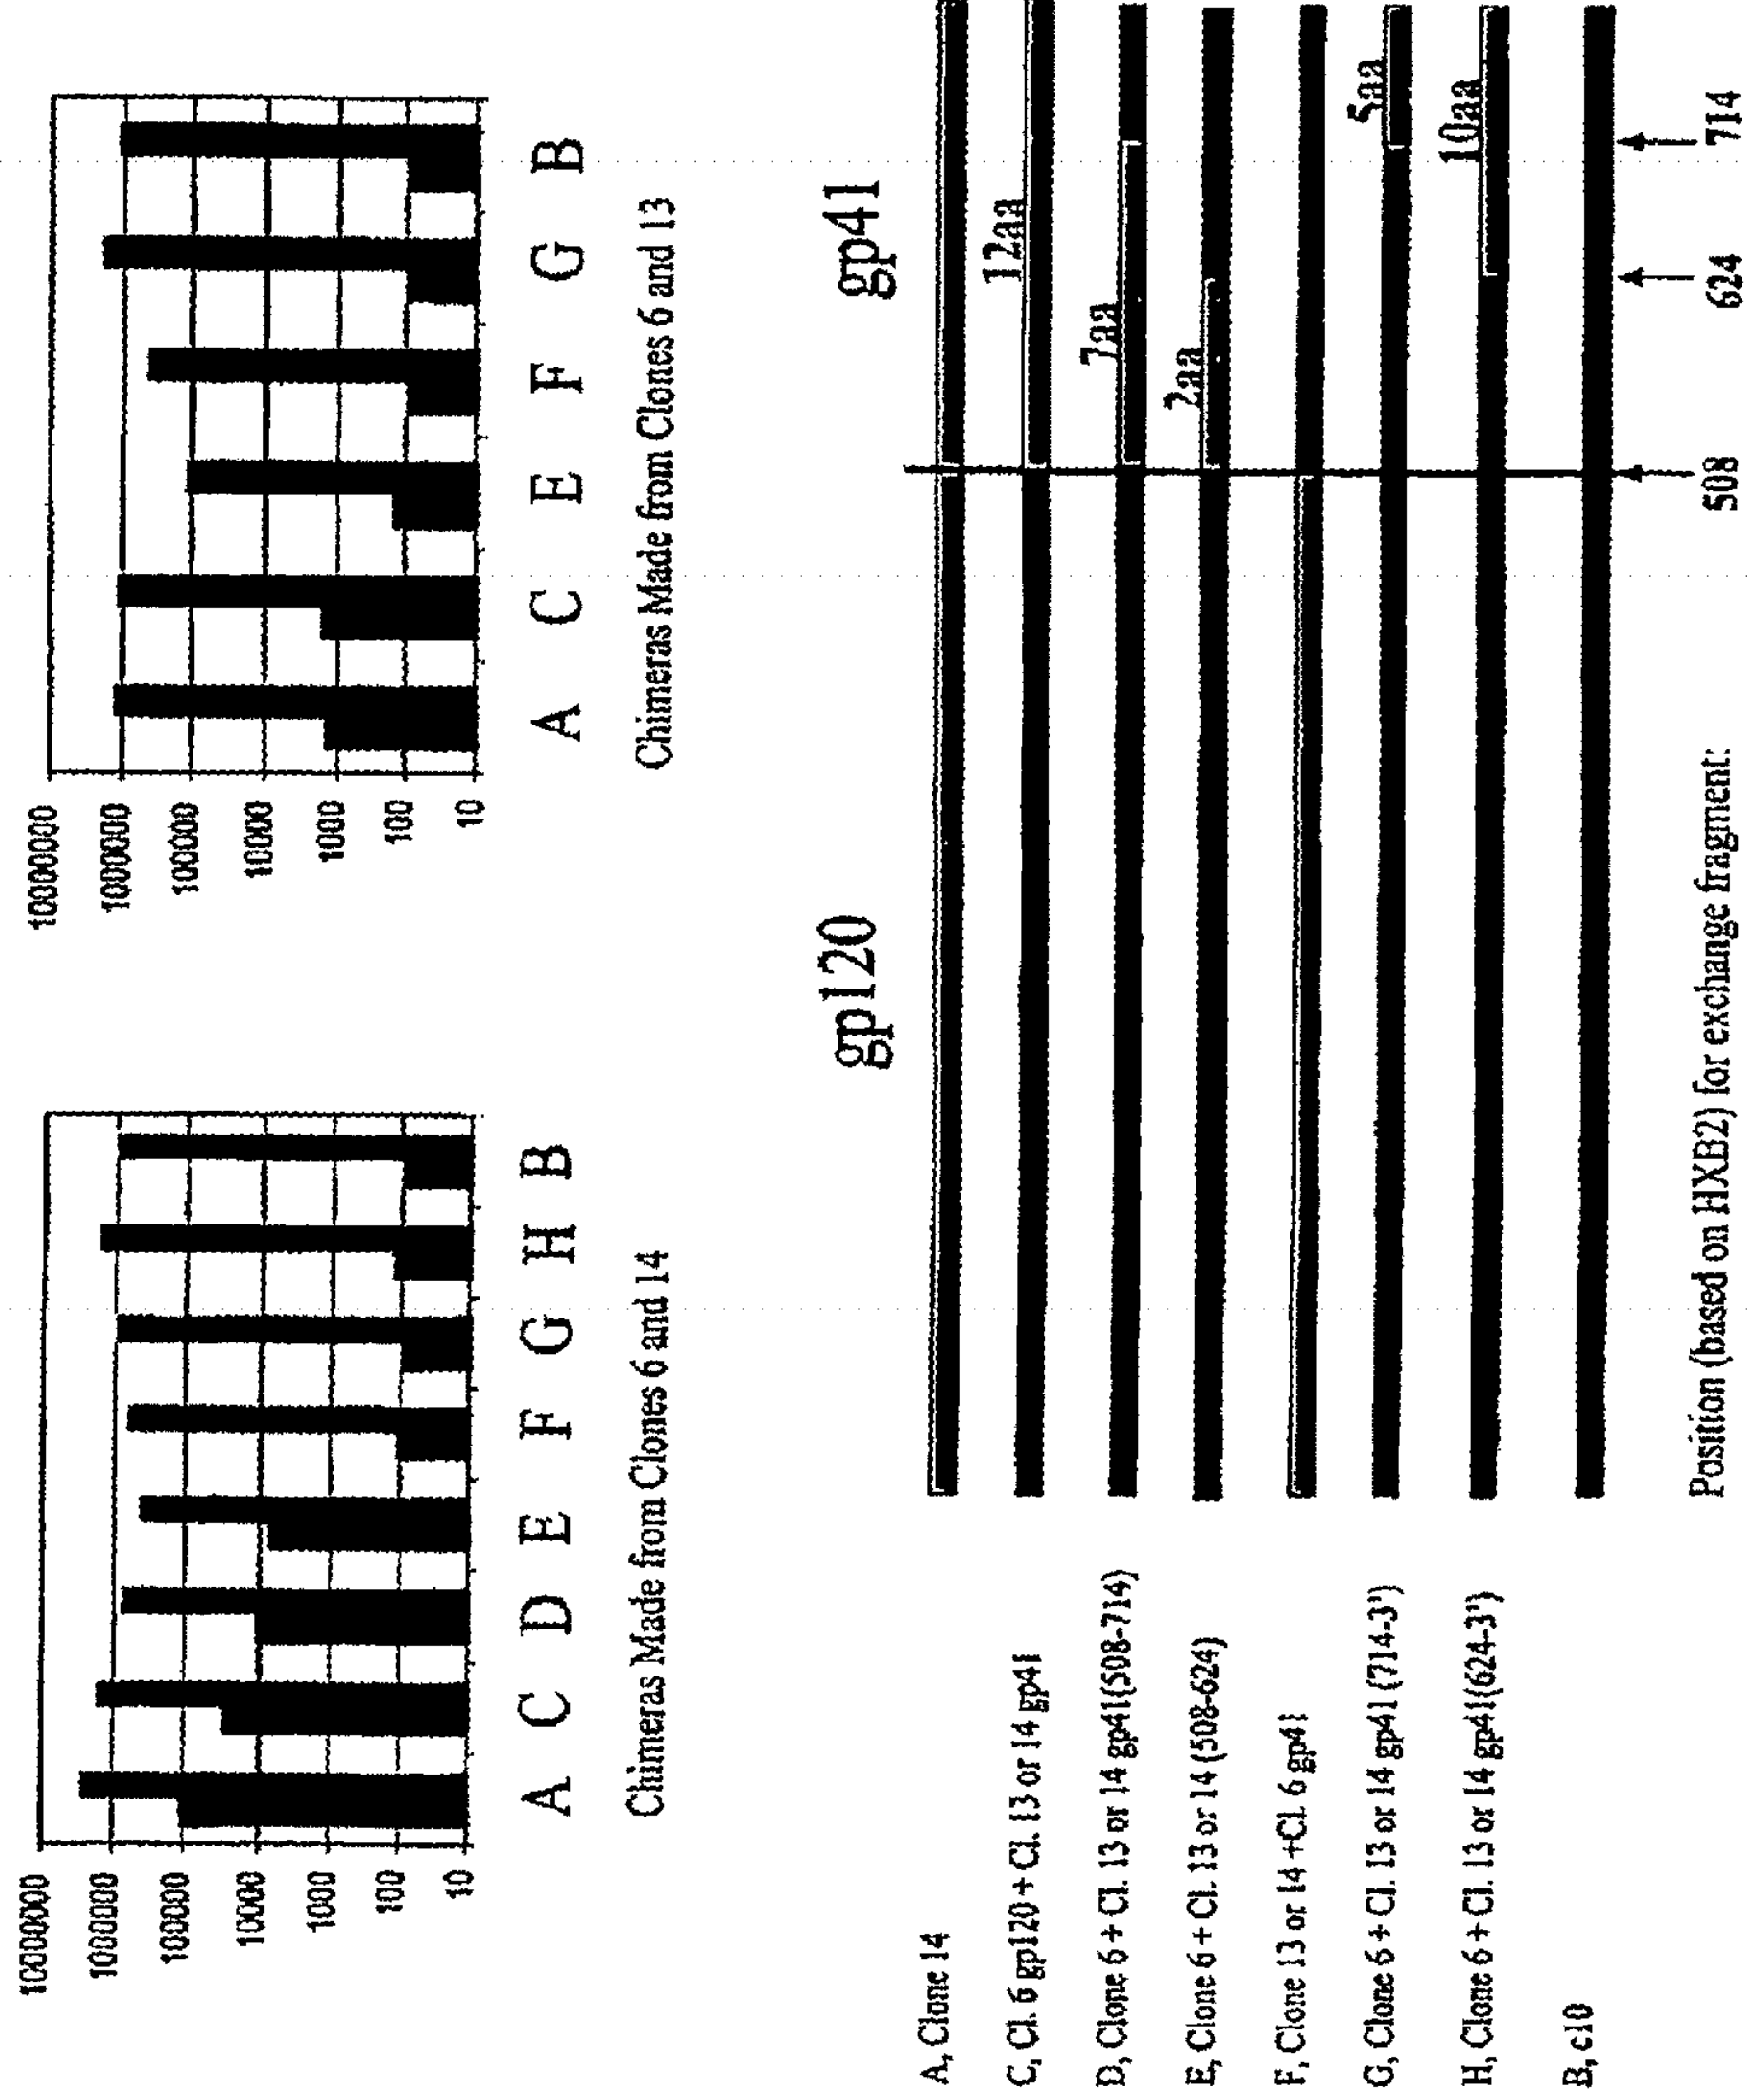 10000000
1000000
100000
10000
1000
100
10
A C D E F G H B
Chimeras Made from Clones 6 and 14
10000000
1000000
100000
10000
1000
100
10
A C E F G B
Chimeras Made from Clones 6 and 13
gp120
gp41
A, Clone 14
C, Cl. 6 gp120 + Cl. 13 or 14 gp41
12aa
D, Clone 6 + Cl. 13 or 14 gp41(508-714)
7aa
E, Clone 6 + Cl. 13 or 14 (508-624)
2aa
F, Clone 13 or 14 +Cl. 6 gp41
G, Clone 6 + Cl. 13 or 14 gp41 (714-3')
5aa
H, Clone 6 + Cl. 13 or 14 gp41(624-3')
10aa
B, c10
Position (based on HXB2) for exchange fragment:
508
624
714